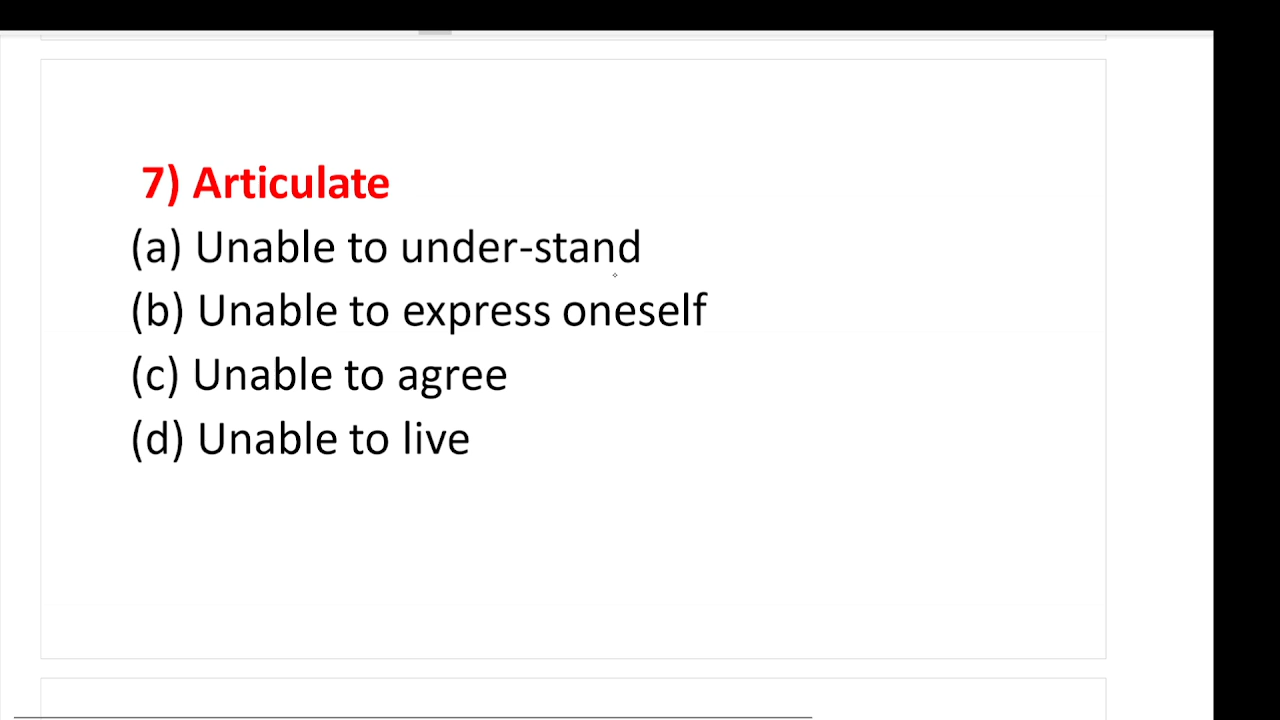 7) Articulate
(a) Unable to under-stand
(b) Unable to express oneself
(c) Unable to agree
(d) Unable to live